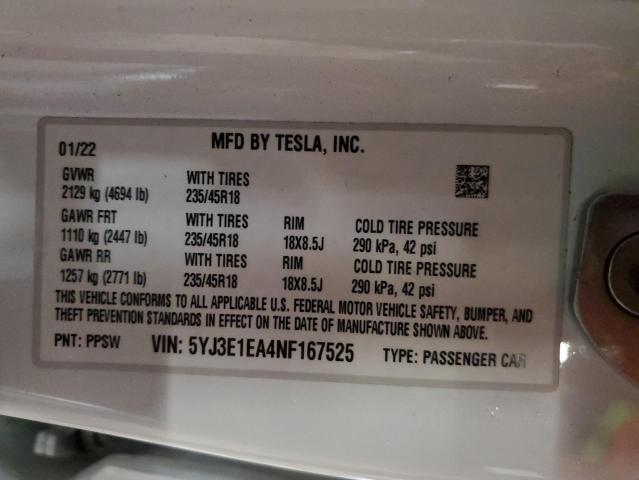 MFD BY TESLA, INC.
01/22
GVWR WITH TIRES
2129 kg (4694 lb) 235/45R18
GAWR FRT WITH TIRES RIM COLD TIRE PRESSURE
1110 kg (2447 lb) 235/45R18 18X8.5J 290 kPa, 42 psi
GAWR RR WITH TIRES RIM COLD TIRE PRESSURE
1257 kg (2771 lb) 235/45R18 18X8.5J 290 kPa, 42 psi
THIS VEHICLE CONFORMS TO ALL APPLICABLE U.S. FEDERAL MOTOR VEHICLE SAFETY, BUMPER, AND
THEFT PREVENTION STANDARDS IN EFFECT ON THE DATE OF MANUFACTURE SHOWN ABOVE.
PNT: PPSW VIN: 5YJ3E1EA4NF167525 TYPE: PASSENGER CAR